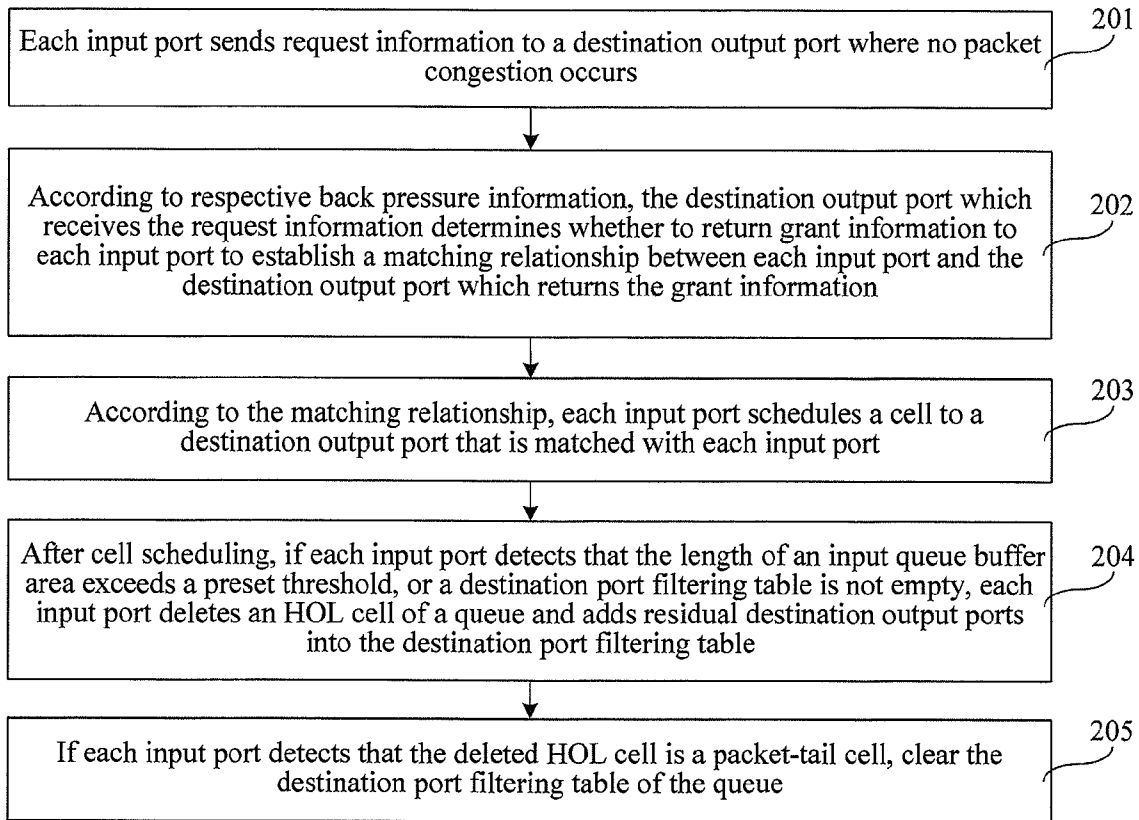 201
Each input port sends request information to a destination output port where no packet
congestion occurs
202
According to respective back pressure information, the destination output port which
receives the request information determines whether to return grant information to
each input port to establish a matching relationship between each input port and the
destination output port which returns the grant information
203
According to the matching relationship, each input port schedules a cell to a
destination output port that is matched with each input port
204
After cell scheduling, if each input port detects that the length of an input queue buffer
area exceeds a preset threshold, or a destination port filtering table is not empty, each
input port deletes an HOL cell of a queue and adds residual destination output ports
into the destination port filtering table
205
If each input port detects that the deleted HOL cell is a packet-tail cell, clear the
destination port filtering table of the queue